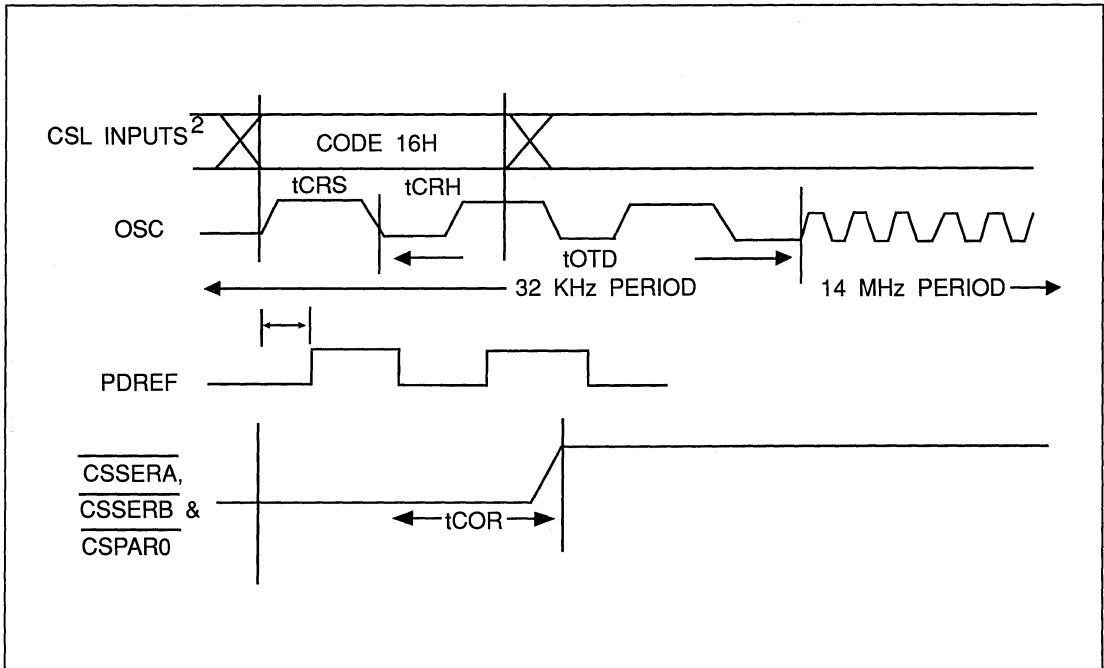 CSL INPUTS2
CODE 16H
tCRS
tCRH
OSC
tOTD
32 KHz PERIOD
14 MHz PERIOD
PDREF
CSSERA,
CSSERB &
CSPAR0
tCOR